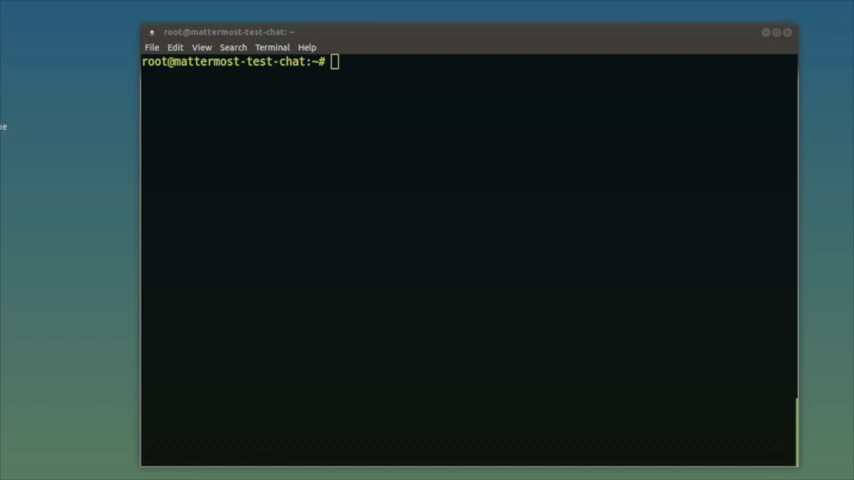 root@mattermost-test-chat: ~
File Edit View Search Terminal Help
root@mattermost-test-chat:~#